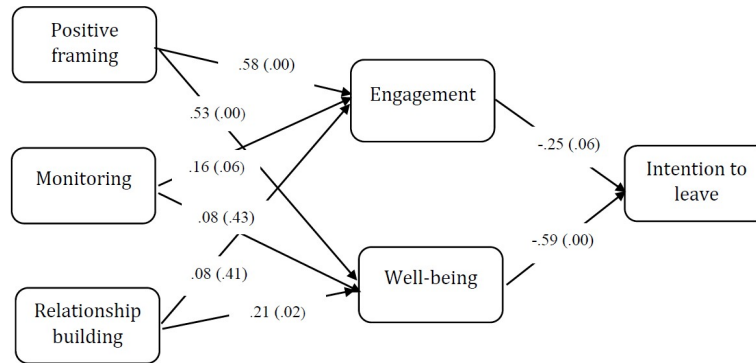 Positive
framing
.58 (.00)
Engagement
.53 (.00)
-.25 (.06)
Monitoring
.16 (.06)
Intention to
leave
.08 (.43)
-.59 (.00)
.08 (.41)
Well-being
Relationship
building
.21 (.02)